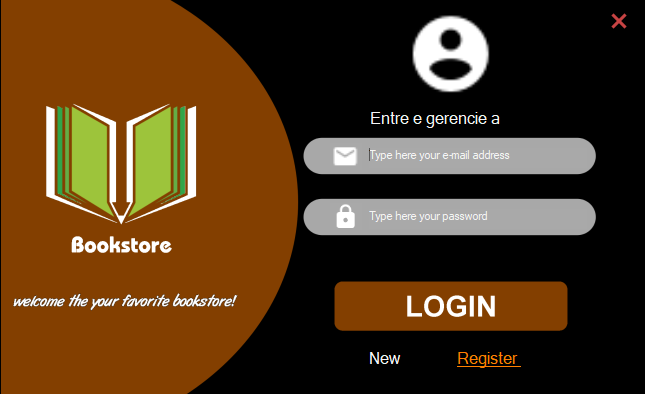 Entre e gerencie a
Type here your e-mail address
Type here your password
Bookstore
welcome the your favorite bookstore!
LOGIN
New Register